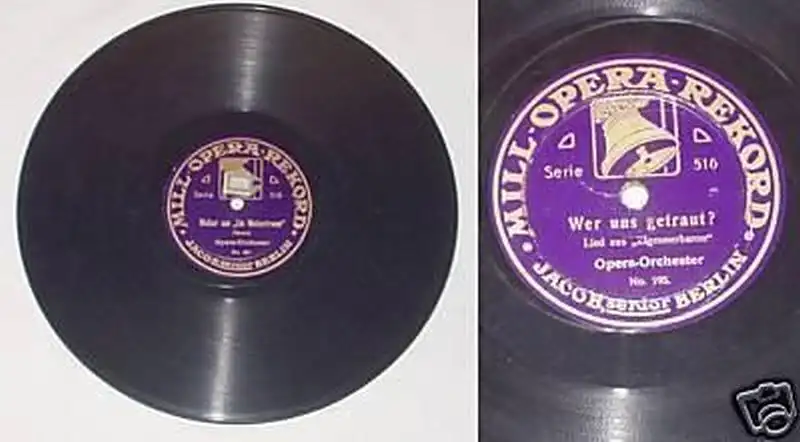 MILL·OPERA·REKORD
Serie 516
Opera-Orchester
JACOB senior BERLIN
MILL·OPERA·REKORD
Serie 516
Wer uns getraut?
Lied aus „Zigeunerbaron"
Opera-Orchester
No. 795.
JACOB senior BERLIN